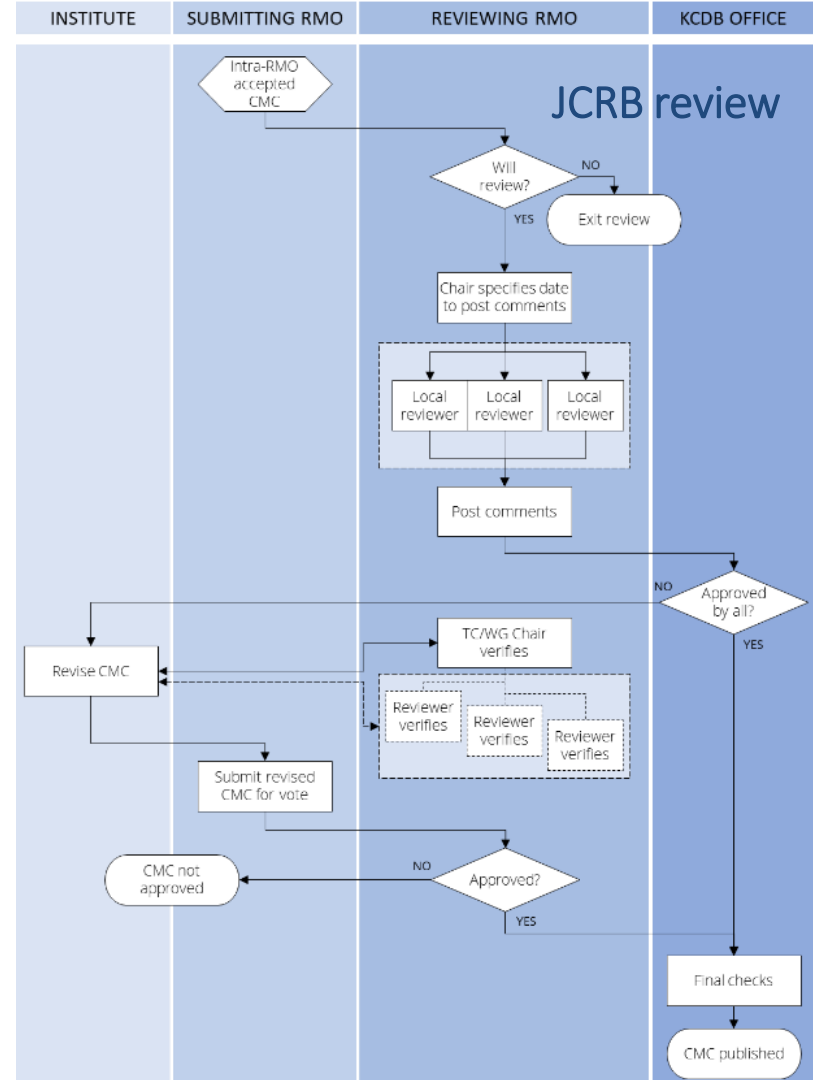 INSTITUTE
SUBMITTING RMO
REVIEWING RMO
KCDB OFFICE
JCRB review
Intra-RMO
accepted
CMC
Will
review?
NO
YES
Exit review
Chair specifies date
to post comments
Local
reviewer
Local
reviewer
Local
reviewer
Post comments
Approved
by all?
NO
YES
TC/WG Chair
verifies
Revise CMC
Reviewer
verifies
Reviewer
verifies
Reviewer
verifies
Submit revised
CMC for vote
Approved?
NO
YES
CMC not
approved
Final checks
CMC published